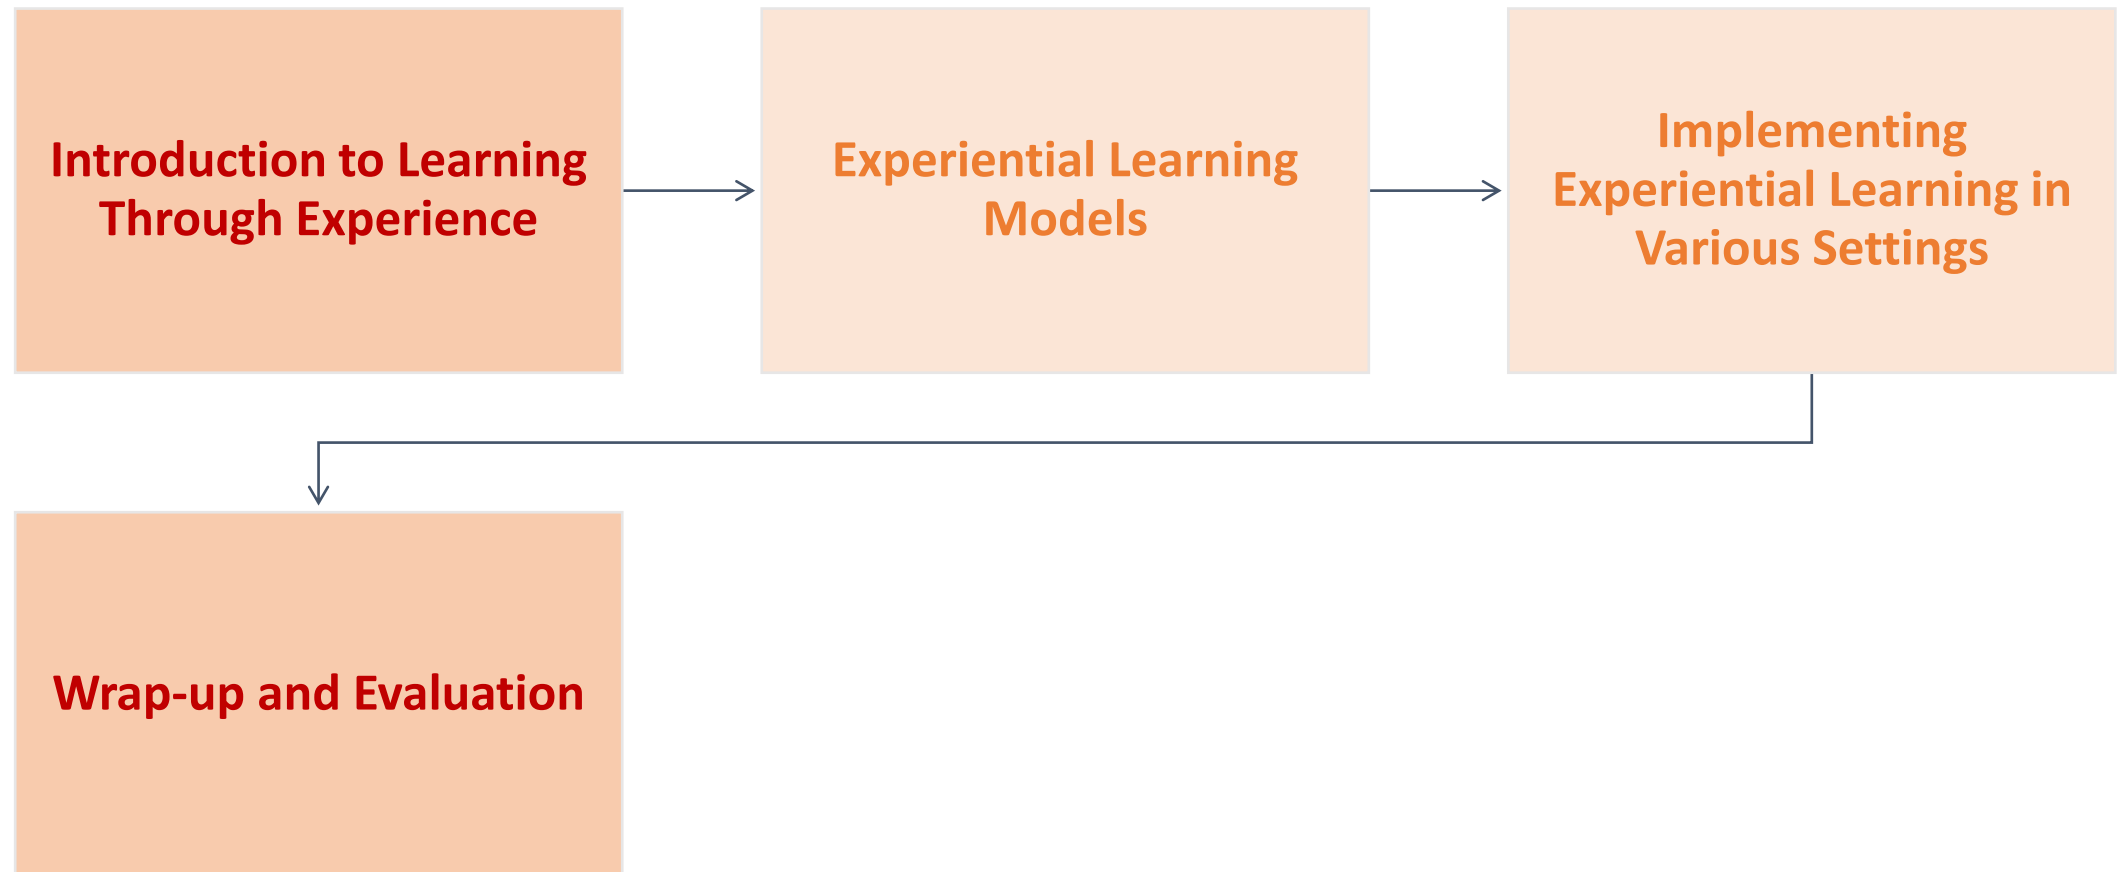 Introduction to Learning
Through Experience
Experiential Learning
Models
Implementing
Experiential Learning in
Various Settings
Wrap-up and Evaluation